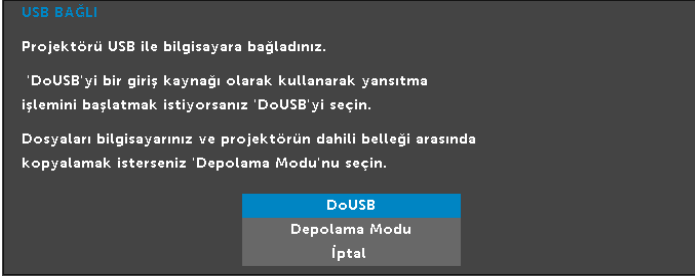 USB BAĞLI
Projektörü USB ile bilgisayara bağladınız.
'DoUSB'yi bir giriş kaynağı olarak kullanarak yansıtma
işlemini başlatmak istiyorsanız 'DoUSB'yi seçin.
Dosyaları bilgisayarınız ve projektörün dahili belleği arasında
kopyalamak isterseniz 'Depolama Modu'nu seçin.
DoUSB
Depolama Modu
İptal